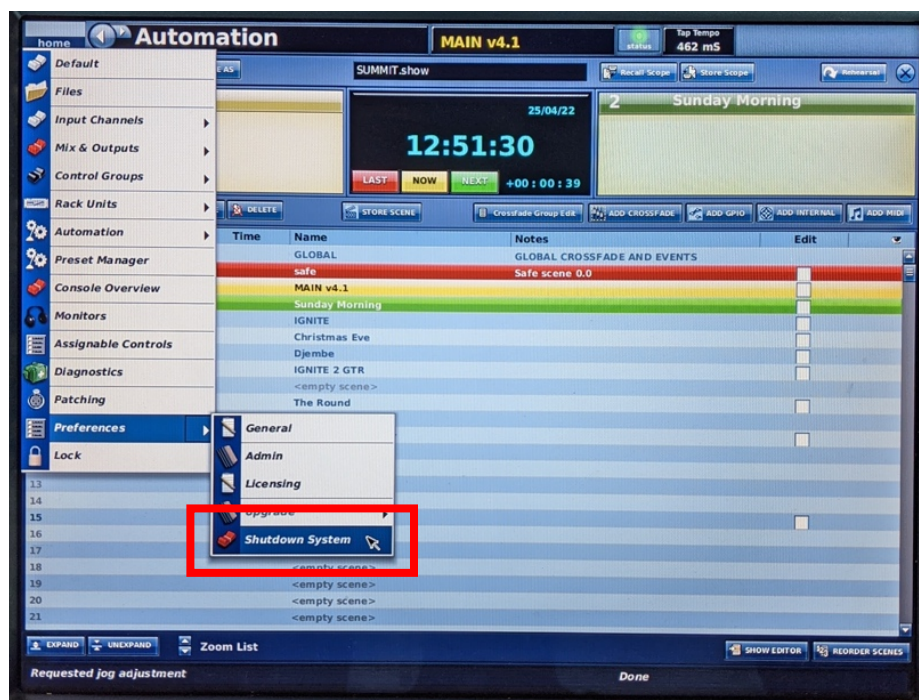 home
Automation
MAIN v4.1
status
Tap Tempo
462 mS
E AS
SUMMIT.show
Recall Scope
Store Scope
Rehearsal
Default
Files
Input Channels
Mix & Outputs
Control Groups
Rack Units
Automation
Preset Manager
Console Overview
Monitors
Assignable Controls
Diagnostics
Patching
Preferences
Lock
25/04/22
12:51:30
LAST NOW NEXT +00:00:39
2 Sunday Morning
DELETE
STORE SCENE
Crossfade Group Edit
ADD CROSSFADE
ADD GPIO
ADD INTERNAL
ADD MIDI
Time Name Notes Edit
GLOBAL GLOBAL CROSSFADE AND EVENTS
safe Safe scene 0.0
MAIN v4.1
Sunday Morning
IGNITE
Christmas Eve
Djembe
IGNITE 2 GTR
<empty scene>
The Round
General
Admin
Licensing
Upgrade
Shutdown System
13
14
15
16
17
18 <empty scene>
19 <empty scene>
20 <empty scene>
21 <empty scene>
EXPAND UNEXPAND Zoom List
SHOW EDITOR REORDER SCENES
Requested jog adjustment Done